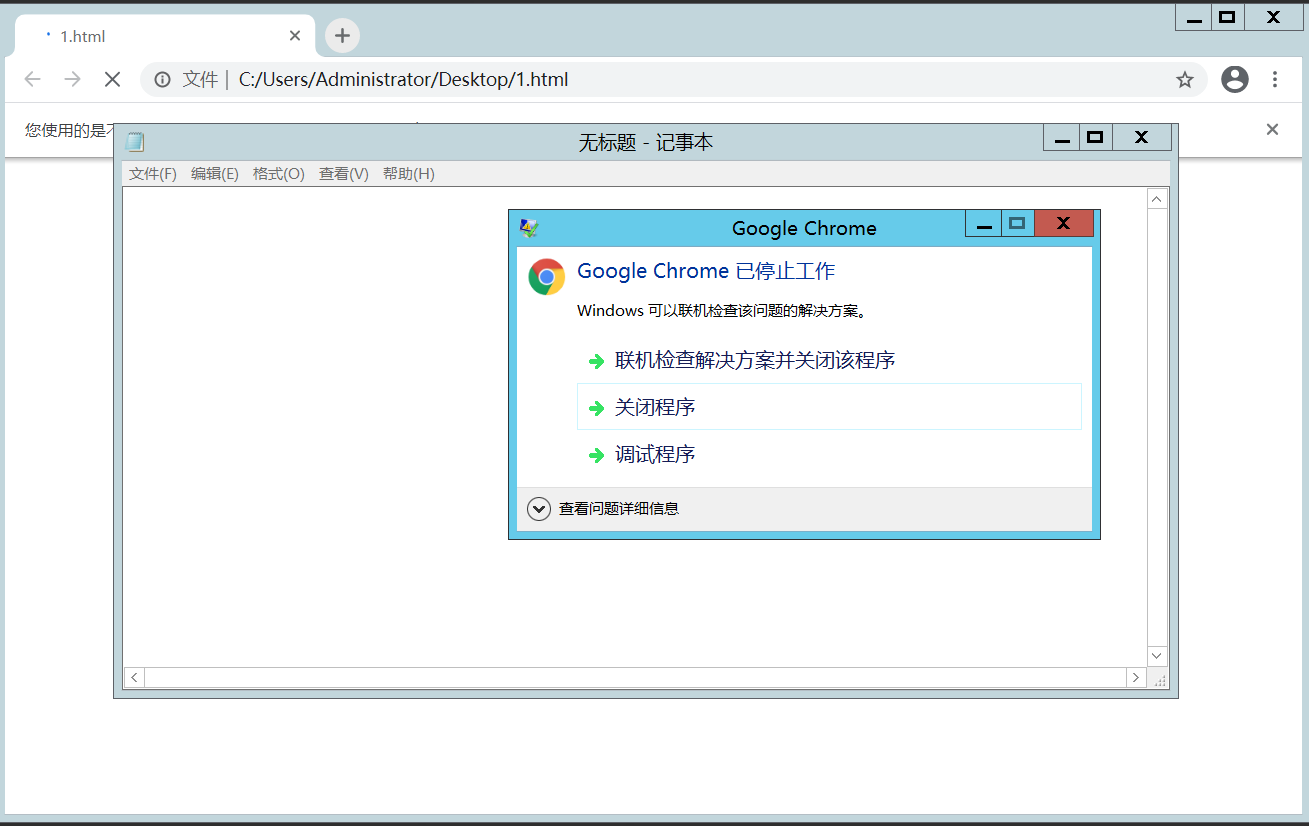 1.html
文件 | C:/Users/Administrator/Desktop/1.html
您使用的是
无标题 - 记事本
文件(F) 编辑(E) 格式(O) 查看(V) 帮助(H)
Google Chrome
Google Chrome 已停止工作
Windows 可以联机检查该问题的解决方案。
联机检查解决方案并关闭该程序
关闭程序
调试程序
查看问题详细信息